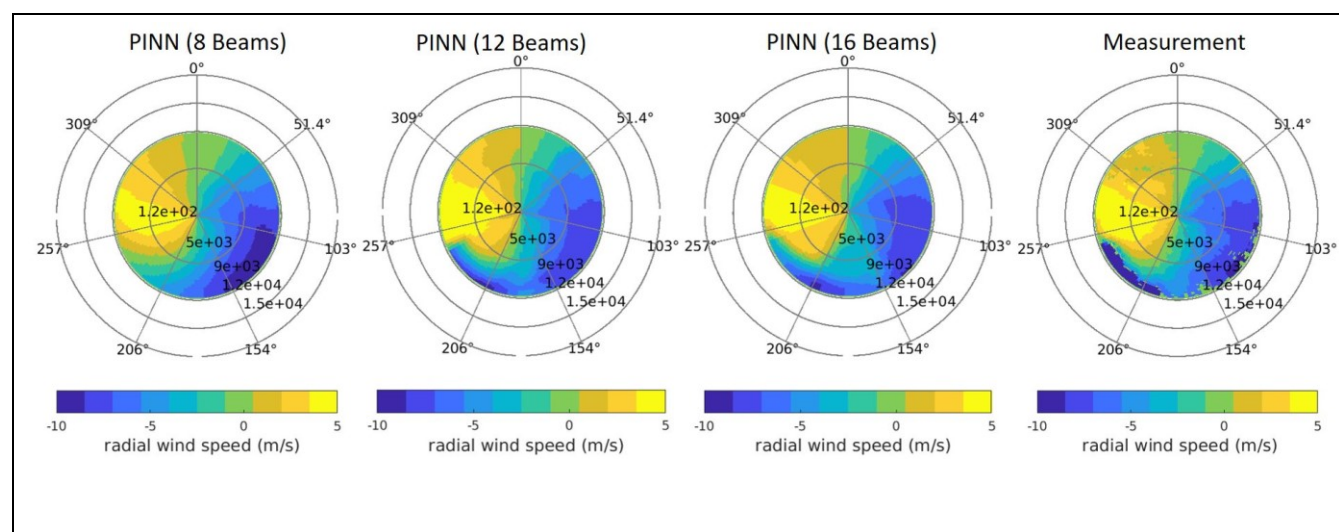 PINN (8 Beams)
0°
309°
51.4°
1.2e+02
5e+03
257°
103°
9e+03
1.2e+04
1.5e+04
206°
154°
-10
-5
0
5
radial wind speed (m/s)
PINN (12 Beams)
0°
309°
51.4°
1.2e+02
5e+03
257°
103°
9e+03
1.2e+04
1.5e+04
206°
154°
-10
-5
0
5
radial wind speed (m/s)
PINN (16 Beams)
0°
309°
51.4°
1.2e+02
5e+03
257°
103°
9e+03
1.2e+04
1.5e+04
206°
154°
-10
-5
0
5
radial wind speed (m/s)
Measurement
0°
309°
51.4°
1.2e+02
5e+03
257°
103°
9e+03
1.2e+04
1.5e+04
206°
154°
-10
-5
0
5
radial wind speed (m/s)